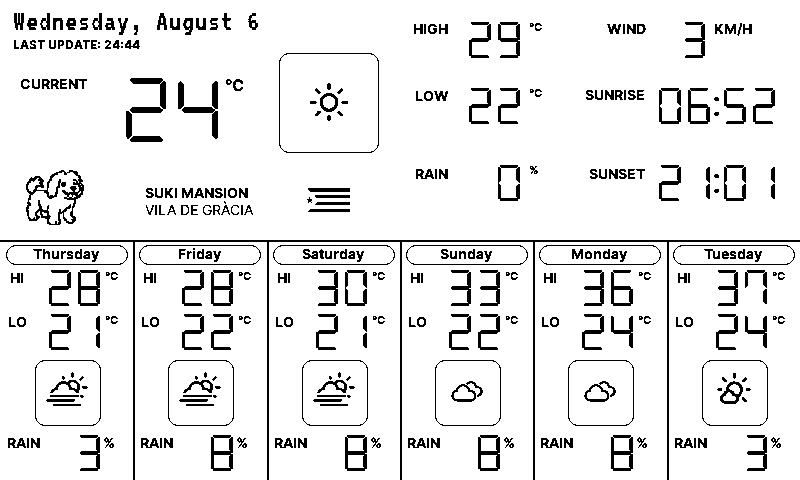 Wednesday, August 6
LAST UPDATE: 24:44
CURRENT 24 °C
SUKI MANSION
VILA DE GRÀCIA
HIGH 29 °C
LOW 22 °C
RAIN 0 %
WIND 3 KM/H
SUNRISE 06:52
SUNSET 21:01
Thursday
HI 28 °C
LO 21 °C
RAIN 3 %
Friday
HI 28 °C
LO 22 °C
RAIN 8 %
Saturday
HI 30 °C
LO 21 °C
RAIN 8 %
Sunday
HI 33 °C
LO 22 °C
RAIN 8 %
Monday
HI 36 °C
LO 24 °C
RAIN 8 %
Tuesday
HI 37 °C
LO 24 °C
RAIN 3 %